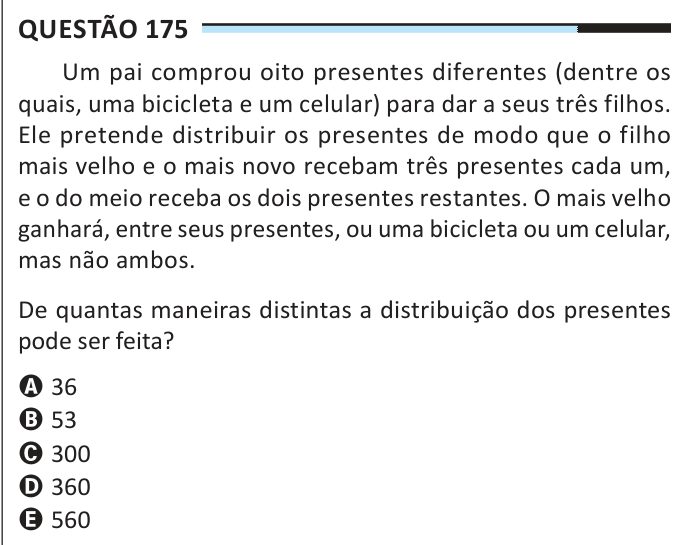 QUESTÃO 175
Um pai comprou oito presentes diferentes (dentre os
quais, uma bicicleta e um celular) para dar a seus três filhos.
Ele pretende distribuir os presentes de modo que o filho
mais velho e o mais novo recebam três presentes cada um,
e o do meio receba os dois presentes restantes. O mais velho
ganhará, entre seus presentes, ou uma bicicleta ou um celular,
mas não ambos.
De quantas maneiras distintas a distribuição dos presentes
pode ser feita?
A 36
B 53
C 300
D 360
E 560